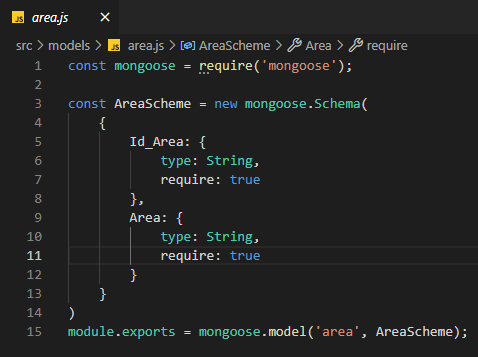 JS area.js ×
src > models > JS area.js > AreaScheme > Area > require
1 const mongoose = require('mongoose');
2
3 const AreaScheme = new mongoose.Schema(
4     {
5         Id_Area: {
6             type: String,
7             require: true
8         },
9         Area: {
10             type: String,
11             require: true
12         }
13     }
14 )
15 module.exports = mongoose.model('area', AreaScheme);